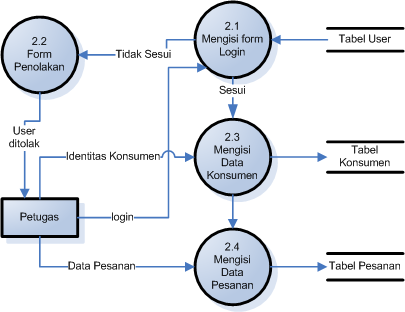 2.1
Mengisi form
Login
Tabel User
2.2
Form
Penolakan
Tidak Sesui
Sesui
User
ditolak
Identitas Konsumen
2.3
Mengisi
Data
Konsumen
Tabel
Konsumen
Petugas
login
2.4
Mengisi
Data
Pesanan
Data Pesanan
Tabel Pesanan